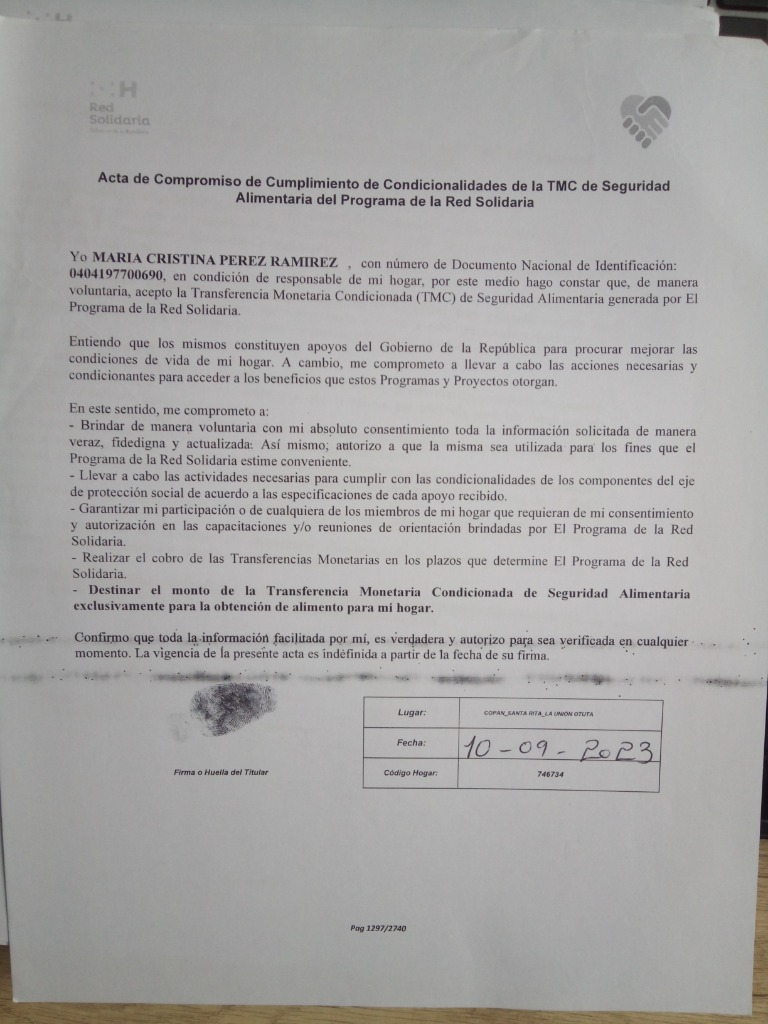 Red
Solidaria
Acta de Compromiso de Cumplimiento de Condicionalidades de la TMC de Seguridad
Alimentaria del Programa de la Red Solidaria
Yo MARIA CRISTINA PEREZ RAMIREZ , con número de Documento Nacional de Identificación:
0404197700690, en condición de responsable de mi hogar, por este medio hago constar que, de manera
voluntaria, acepto la Transferencia Monetaria Condicionada (TMC) de Seguridad Alimentaria generada por El
Programa de la Red Solidaria.
Entiendo que los mismos constituyen apoyos del Gobierno de la República para procurar mejorar las
condiciones de vida de mi hogar. A cambio, me comprometo a llevar a cabo las acciones necesarias y
condicionantes para acceder a los beneficios que estos Programas y Proyectos otorgan.
En este sentido, me comprometo a:
- Brindar de manera voluntaria con mi absoluto consentimiento toda la información solicitada de manera
veraz, fidedigna y actualizada. Así mismo, autorizo a que la misma sea utilizada para los fines que el
Programa de la Red Solidaria estime conveniente.
- Llevar a cabo las actividades necesarias para cumplir con las condicionalidades de los componentes del eje
de protección social de acuerdo a las especificaciones de cada apoyo recibido.
- Garantizar mi participación o de cualquiera de los miembros de mi hogar que requieran de mi consentimiento
y autorización en las capacitaciones y/o reuniones de orientación brindadas por El Programa de la Red
Solidaria.
- Realizar el cobro de las Transferencias Monetarias en los plazos que determine El Programa de la Red
Solidaria.
- Destinar el monto de la Transferencia Monetaria Condicionada de Seguridad Alimentaria
exclusivamente para la obtención de alimento para mi hogar.
Confirmo que toda la información facilitada por mí, es verdadera y autorizo para sea verificada en cualquier
momento. La vigencia de la presente acta es indéfinida a partir de la fecha de su firma.
Lugar: COPAN_SANTA RITA_LA UNIÓN OTUTA
Fecha: 10-09-2023
Firma o Huella del Titular
Código Hogar: 746734
Pag 1297/2740